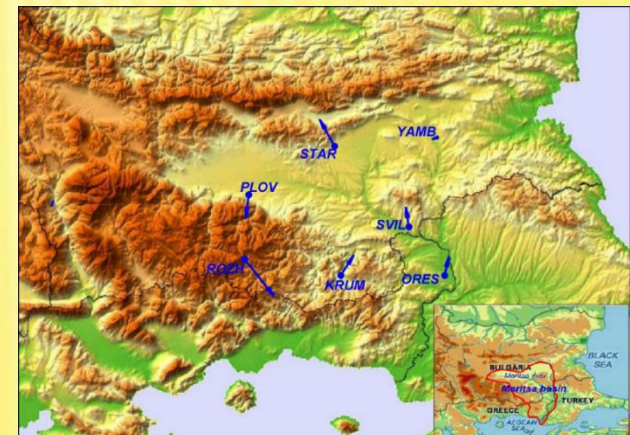 YAMB
STAR
PLOV
SVIL
ROZH
KRUM
ORES
BLACK
SEA
BULGARIA
Maritsa basin
TURKEY
GREECE
AEGEAN
SEA